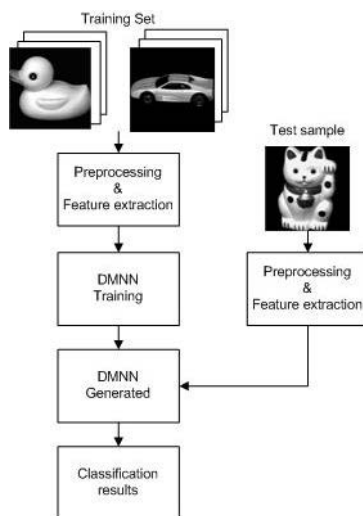 Training Set
Test sample
Preprocessing
&
Feature extraction
DMNN
Training
Preprocessing
&
Feature extraction
DMNN
Generated
Classification
results